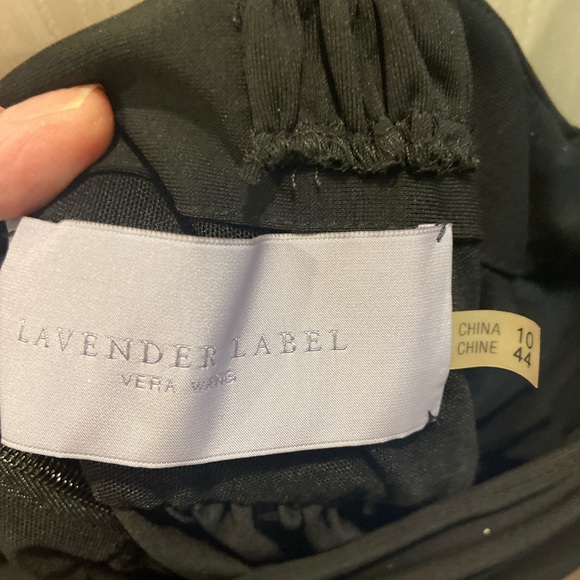 LAVENDER LABEL
VERA WANG
CHINA 10
CHINE 44